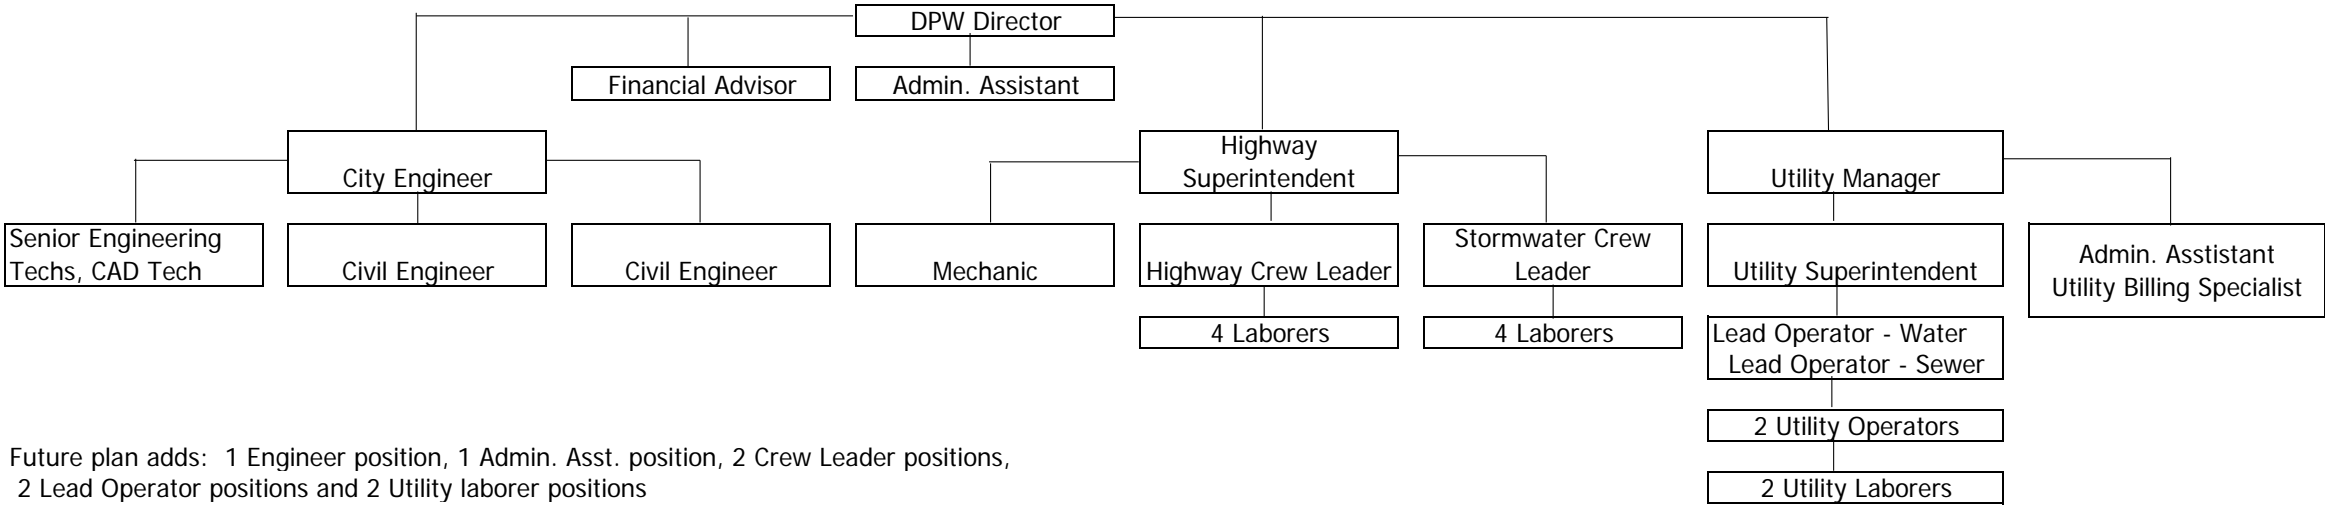 DPW Director
Financial Advisor
Admin. Assistant
City Engineer
Highway
Superintendent
Utility Manager
Senior Engineering
Techs, CAD Tech
Civil Engineer
Civil Engineer
Mechanic
Highway Crew Leader
Stormwater Crew
Leader
Utility Superintendent
Admin. Asstistant
Utility Billing Specialist
4 Laborers
4 Laborers
Lead Operator - Water
Lead Operator - Sewer
2 Utility Operators
2 Utility Laborers
Future plan adds:  1 Engineer position, 1 Admin. Asst. position, 2 Crew Leader positions,
2 Lead Operator positions and 2 Utility laborer positions